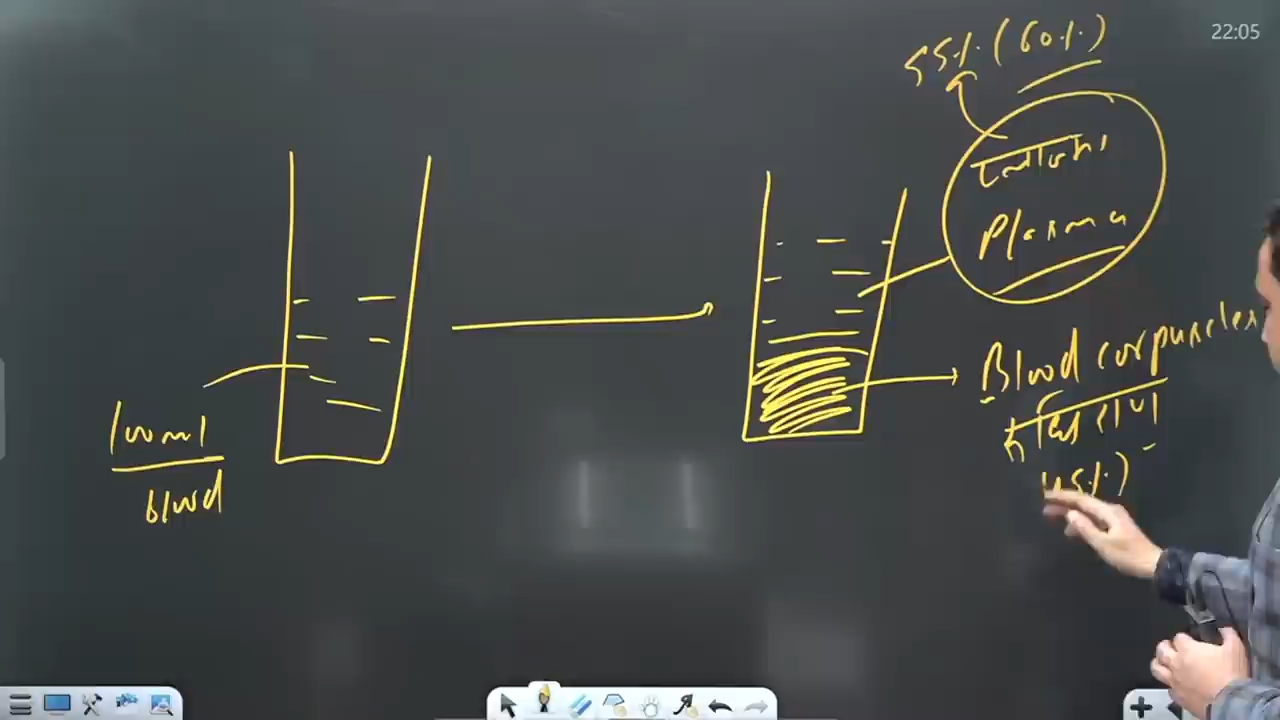 22:05
55% (60%)
प्लाज्मा
Plasma
Blood corpuscles
45%)
100ml
blood